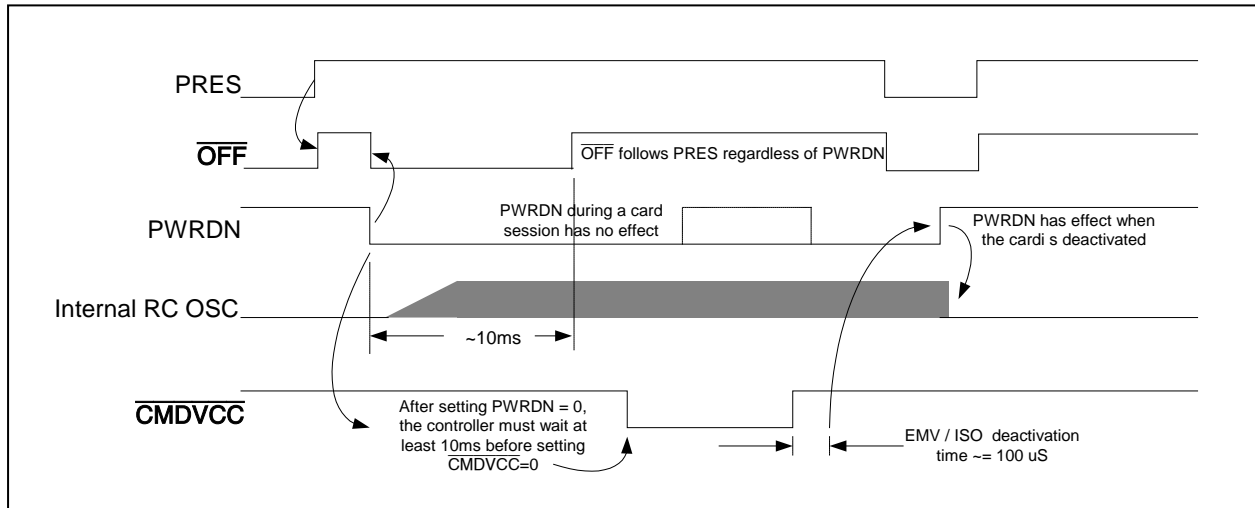 PRES
OFF
OFF follows PRES regardless of PWRDN
PWRDN
PWRDN during a card
session has no effect
PWRDN has effect when
the cardi s deactivated
Internal RC OSC
~10ms
CMDVCC
After setting PWRDN = 0,
the controller must wait at
least 10ms before setting
CMDVCC=0
EMV / ISO deactivation
time ~= 100 uS